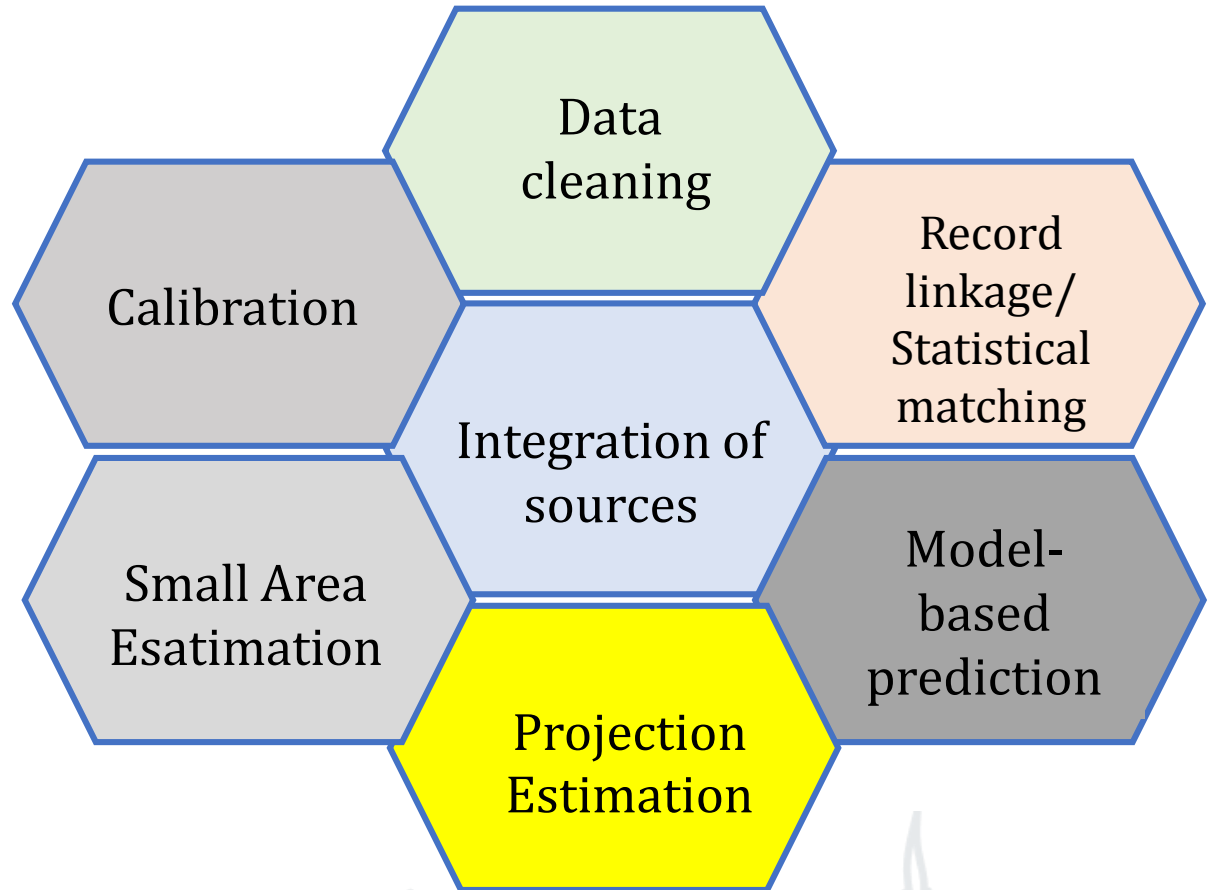 Data
cleaning
Calibration
Record
linkage/
Statistical
matching
Integration of
sources
Small Area
Esatimation
Model-
based
prediction
Projection
Estimation